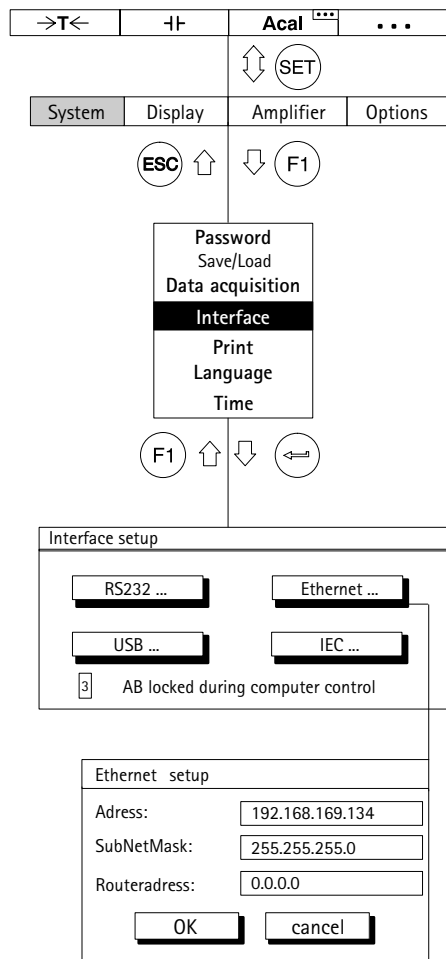 →T← ⊣⊢ Acal ...
SET
System Display Amplifier Options
ESC F1
Password
Save/Load
Data acquisition
Interface
Print
Language
Time
F1
Interface setup
RS232 ... Ethernet ...
USB ... IEC ...
3 AB locked during computer control
Ethernet setup
Adress: 192.168.169.134
SubNetMask: 255.255.255.0
Routeradress: 0.0.0.0
OK cancel